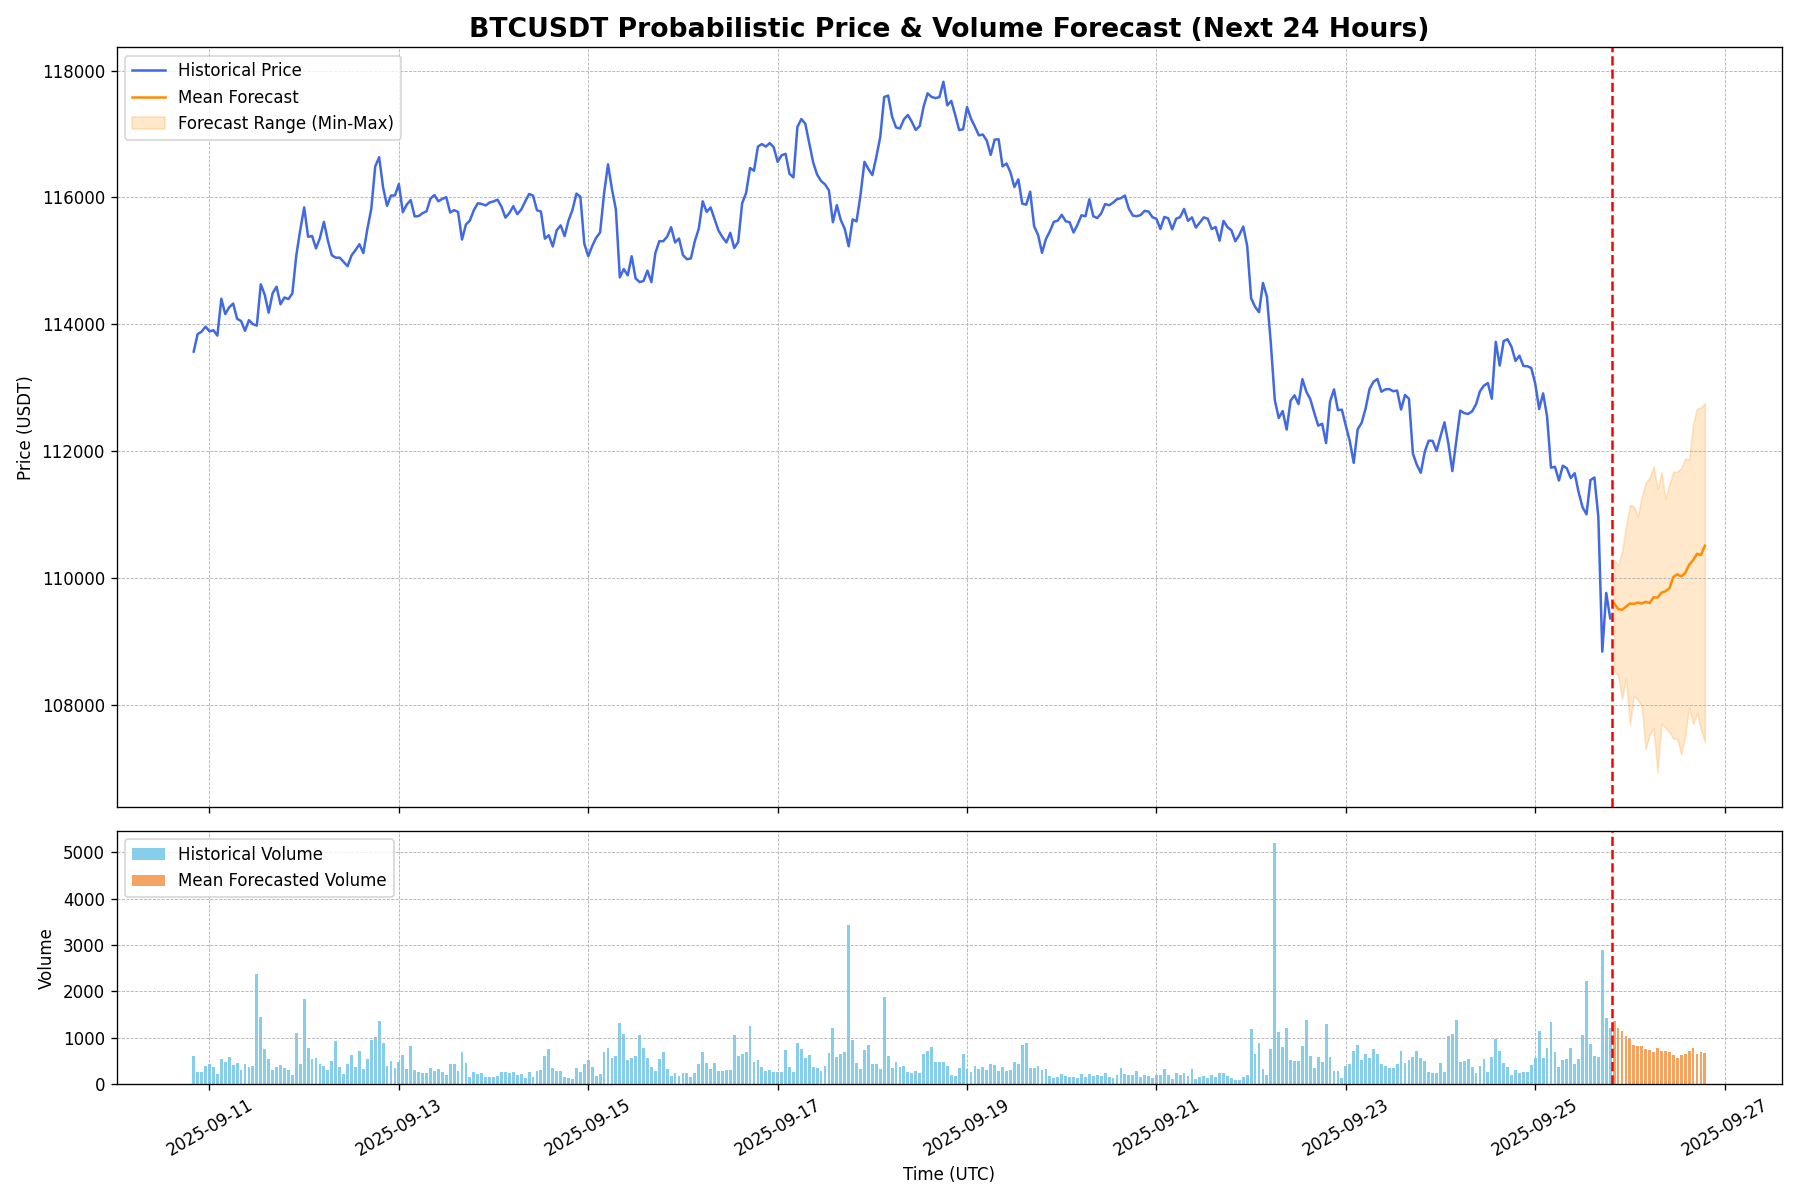 BTCUSDT Probabilistic Price & Volume Forecast (Next 24 Hours)
Historical Price
Mean Forecast
Forecast Range (Min-Max)
118000
116000
114000
112000
110000
108000
Price (USDT)
Historical Volume
Mean Forecasted Volume
5000
4000
3000
2000
1000
0
Volume
2025-09-11
2025-09-13
2025-09-15
2025-09-17
2025-09-19
2025-09-21
2025-09-23
2025-09-25
2025-09-27
Time (UTC)